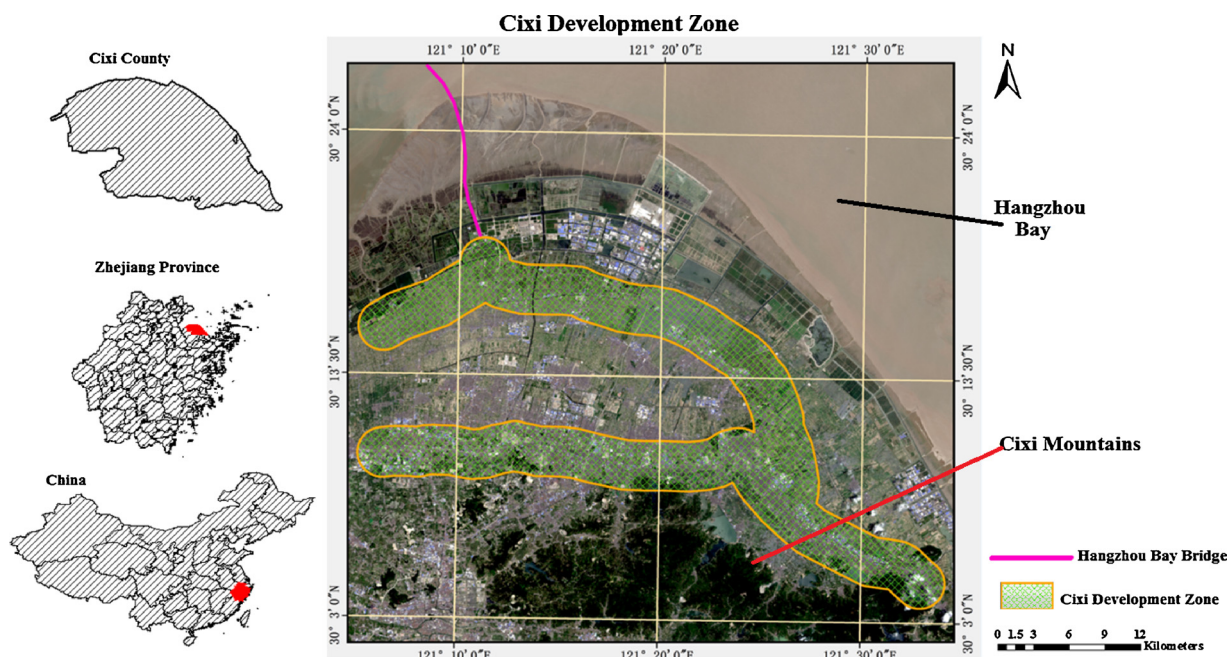 Cixi Development Zone
Cixi County
Zhejiang Province
China
121° 10′ 0″E
121° 20′ 0″E
121° 30′ 0″E
30° 24′ 0″N
30° 24′ 0″N
30° 13′ 30″N
30° 13′ 30″N
30° 3′ 0″N
30° 3′ 0″N
121° 10′ 0″E
121° 20′ 0″E
121° 30′ 0″E
N
Hangzhou
Bay
Cixi Mountains
Hangzhou Bay Bridge
Cixi Development Zone
0 1.5 3 6 9 12
Kilometers